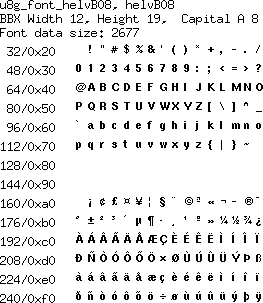 u8g_font_helvB08, helvB08
BBX Width 12, Height 19, Capital A 8
Font data size: 2677
32/0x20 ! " # $ % & ' ( ) * + , - . /
48/0x30 0 1 2 3 4 5 6 7 8 9 : ; < = > ?
64/0x40 @ A B C D E F G H I J K L M N O
80/0x50 P Q R S T U V W X Y Z [ \ ] ^ _
96/0x60 ` a b c d e f g h i j k l m n o
112/0x70 p q r s t u v w x y z { | } ~
128/0x80
144/0x90
160/0xa0 ¡ ¢ £ ¤ ¥ ¦ § ¨ © ª « ¬ - ® ¯
176/0xb0 ° ± ² ³ ´ µ ¶ · ¸ ¹ º » ¼ ½ ¾ ¿
192/0xc0 À Á Â Ã Ä Å Æ Ç È É Ê Ë Ì Í Î Ï
208/0xd0 Ð Ñ Ò Ó Ô Õ Ö × Ø Ù Ú Û Ü Ý Þ ß
224/0xe0 à á â ã ä å æ ç è é ê ë ì í î ï
240/0xf0 ð ñ ò ó ô õ ö ÷ ø ù ú û ü ý þ ÿ